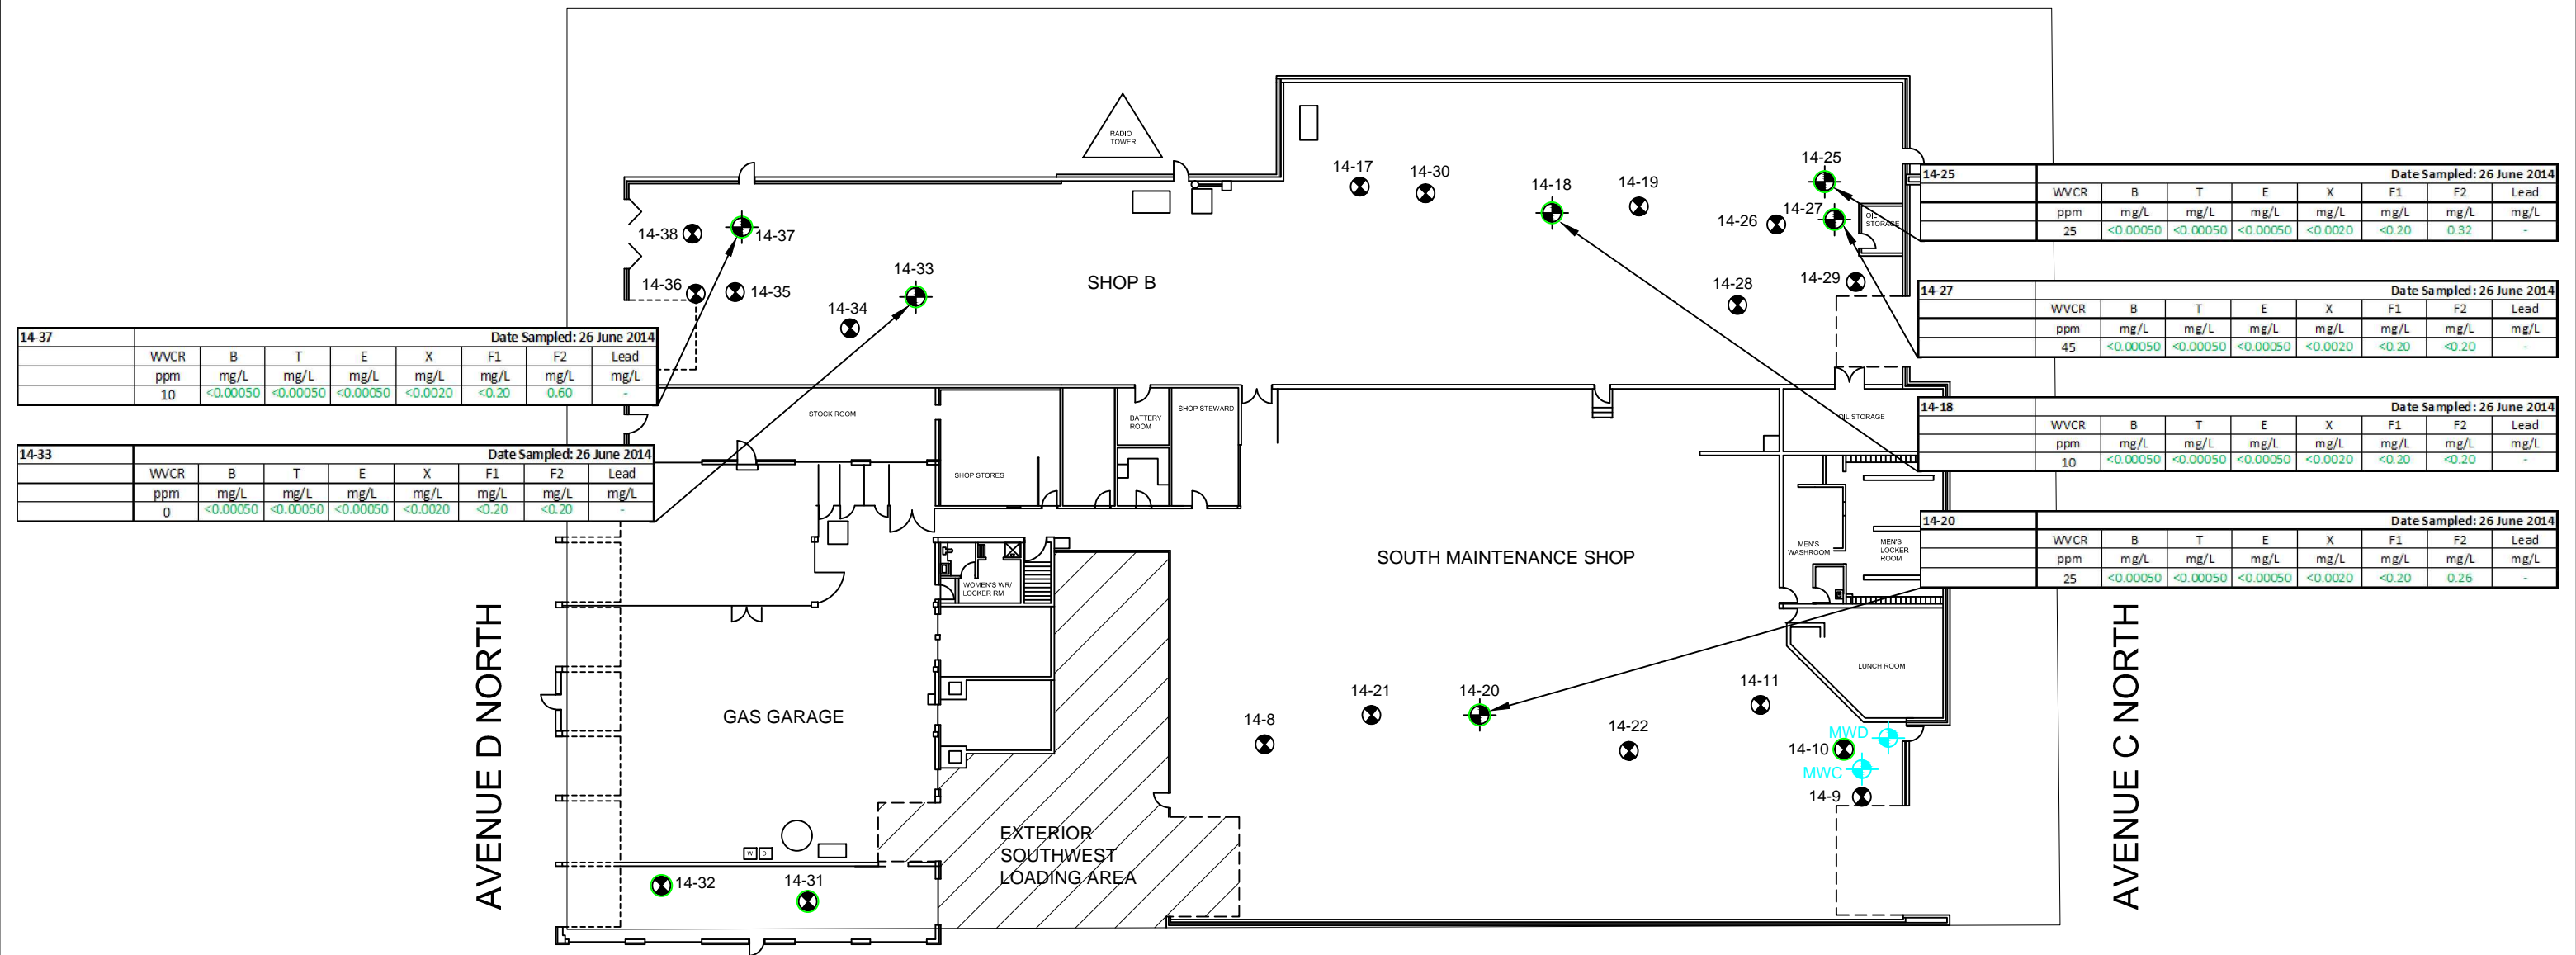 RADIO
TOWER
14-17
14-30
14-18
14-19
14-25
14-26
14-27
OIL
STORAGE
14-28
14-29
14-38
14-37
14-36
14-35
14-34
14-33
SHOP B
14-25 Date Sampled: 26 June 2014
WVCR B T E X F1 F2 Lead
ppm mg/L mg/L mg/L mg/L mg/L mg/L mg/L
25 <0.00050 <0.00050 <0.00050 <0.0020 <0.20 0.32 -
14-27 Date Sampled: 26 June 2014
WVCR B T E X F1 F2 Lead
ppm mg/L mg/L mg/L mg/L mg/L mg/L mg/L
45 <0.00050 <0.00050 <0.00050 <0.0020 <0.20 <0.20 -
14-37 Date Sampled: 26 June 2014
WVCR B T E X F1 F2 Lead
ppm mg/L mg/L mg/L mg/L mg/L mg/L mg/L
10 <0.00050 <0.00050 <0.00050 <0.0020 <0.20 0.60 -
14-18 Date Sampled: 26 June 2014
WVCR B T E X F1 F2 Lead
ppm mg/L mg/L mg/L mg/L mg/L mg/L mg/L
10 <0.00050 <0.00050 <0.00050 <0.0020 <0.20 <0.20 -
14-33 Date Sampled: 26 June 2014
WVCR B T E X F1 F2 Lead
ppm mg/L mg/L mg/L mg/L mg/L mg/L mg/L
0 <0.00050 <0.00050 <0.00050 <0.0020 <0.20 <0.20 -
14-20 Date Sampled: 26 June 2014
WVCR B T E X F1 F2 Lead
ppm mg/L mg/L mg/L mg/L mg/L mg/L mg/L
25 <0.00050 <0.00050 <0.00050 <0.0020 <0.20 0.26 -
STOCK ROOM
SHOP STORES
BATTERY
ROOM
SHOP STEWARD
OIL STORAGE
WOMEN'S WR/
LOCKER RM
SOUTH MAINTENANCE SHOP
MEN'S
WASHROOM
MEN'S
LOCKER
ROOM
LUNCH ROOM
AVENUE D NORTH
GAS GARAGE
14-8
14-21
14-20
14-22
14-11
14-10
MWD
MWC
14-9
AVENUE C NORTH
EXTERIOR
SOUTHWEST
LOADING AREA
W D
14-32
14-31